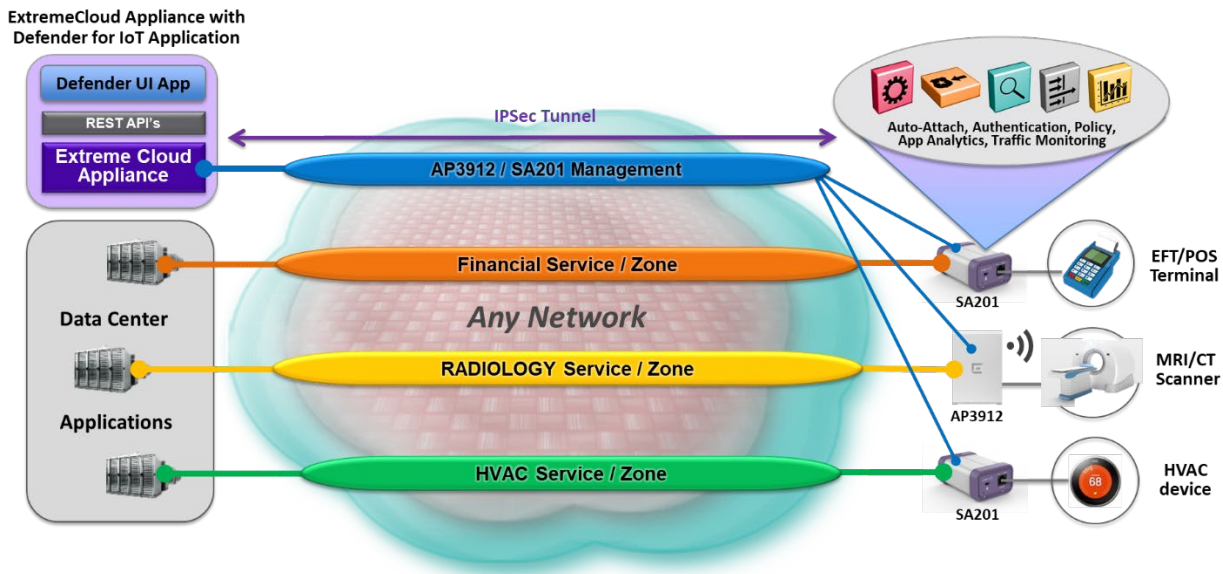 ExtremeCloud Appliance with
Defender for IoT Application
Defender UI App
REST API's
Extreme Cloud
Appliance
IPSec Tunnel
Auto-Attach, Authentication, Policy,
App Analytics, Traffic Monitoring
AP3912 / SA201 Management
Financial Service / Zone
SA201
EFT/POS
Terminal
Data Center
Any Network
RADIOLOGY Service / Zone
AP3912
MRI/CT
Scanner
Applications
HVAC Service / Zone
SA201
68
HVAC
device